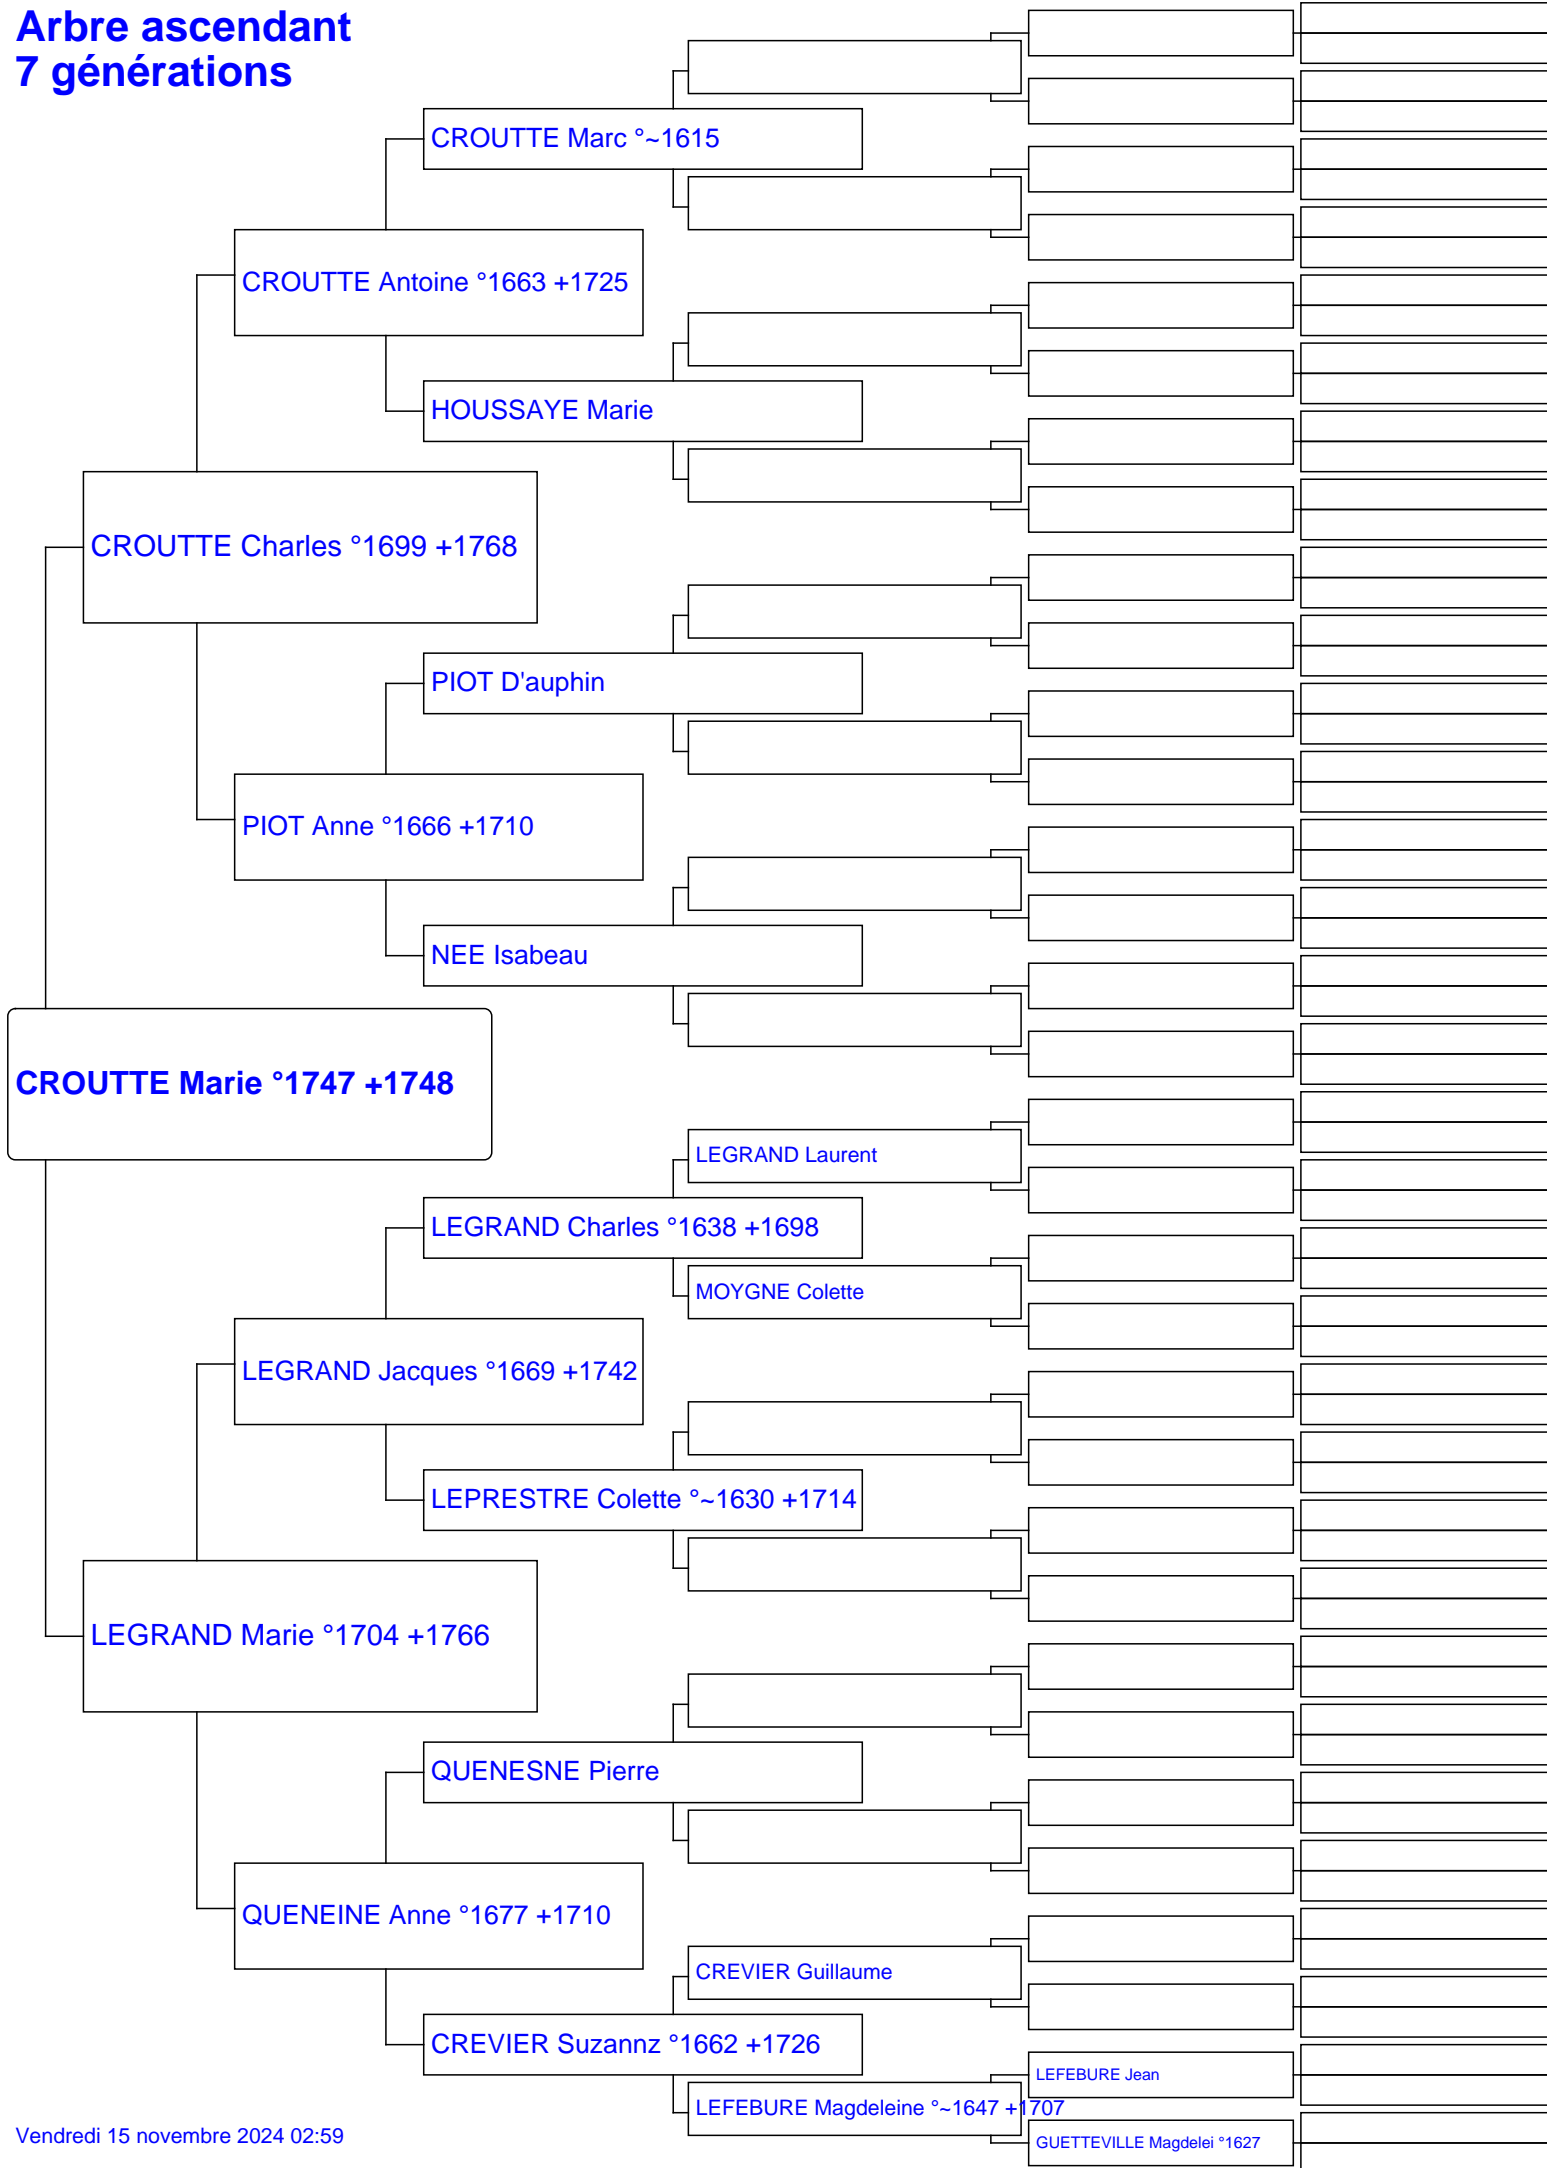 Arbre ascendant
7 générations
CROUTTE Marc °~1615
CROUTTE Antoine °1663 +1725
HOUSSAYE Marie
CROUTTE Charles °1699 +1768
PIOT D'auphin
PIOT Anne °1666 +1710
NEE Isabeau
CROUTTE Marie °1747 +1748
LEGRAND Laurent
LEGRAND Charles °1638 +1698
MOYGNE Colette
LEGRAND Jacques °1669 +1742
LEPRESTRE Colette °~1630 +1714
LEGRAND Marie °1704 +1766
QUENESNE Pierre
QUENEINE Anne °1677 +1710
CREVIER Guillaume
CREVIER Suzannz °1662 +1726
LEFEBURE Jean
LEFEBURE Magdeleine °~1647 +1707
GUETTEVILLE Magdelei °1627
Vendredi 15 novembre 2024 02:59